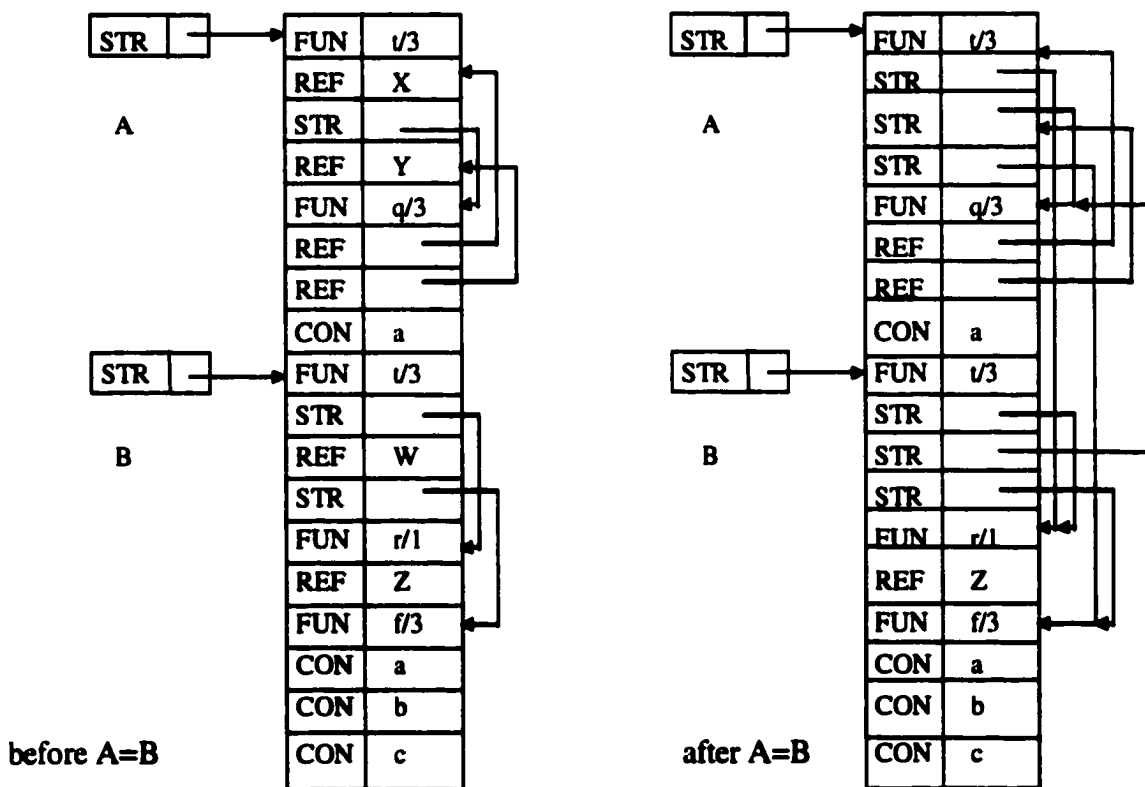 STR FUN t/3
REF X
A STR
REF Y
FUN q/3
REF
REF
CON a
STR FUN t/3
STR
B REF W
STR
FUN r/1
REF Z
FUN f/3
CON a
CON b
before A=B CON c
STR FUN t/3
STR
A STR
STR
FUN q/3
REF
REF
CON a
STR FUN t/3
STR
B STR
STR
FUN r/1
REF Z
FUN f/3
CON a
CON b
after A=B CON c